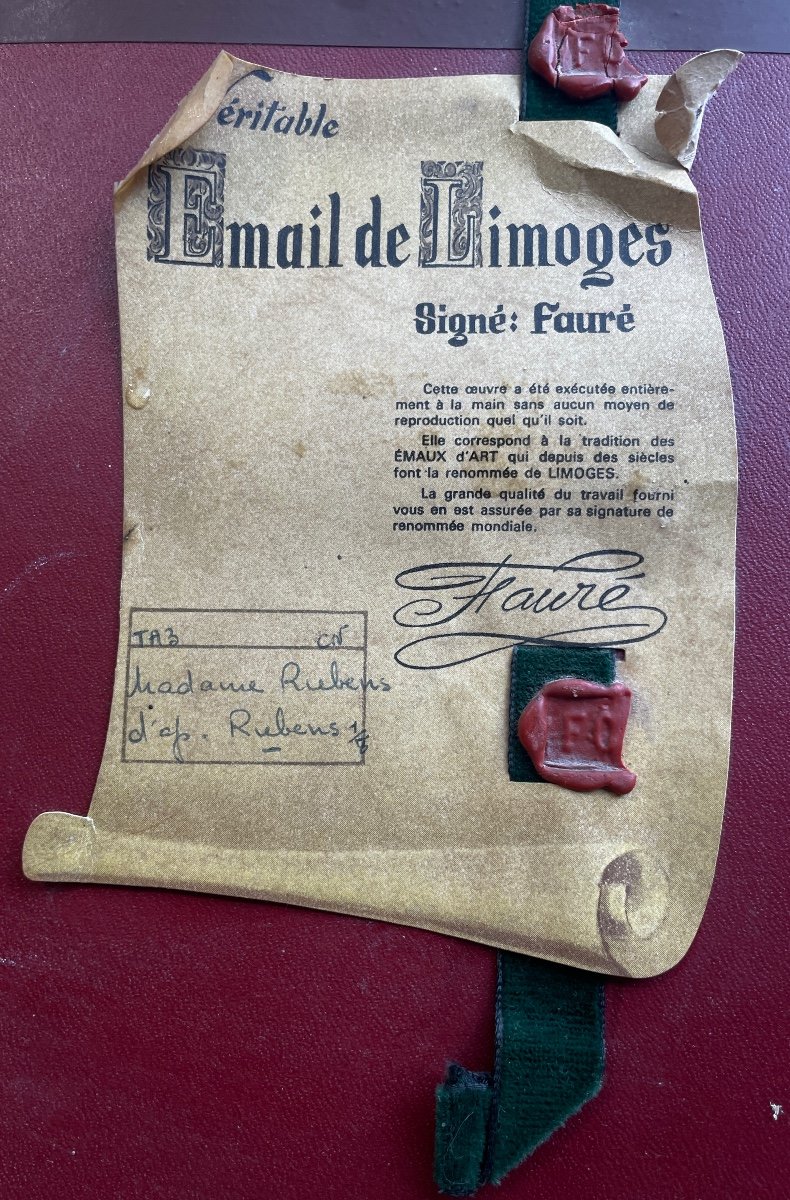 Véritable
Email de Limoges
Signé: Fauré
Cette œuvre a été exécutée entière-
ment à la main sans aucun moyen de
reproduction quel qu'il soit.
Elle correspond à la tradition des
ÉMAUX d'ART qui depuis des siècles
font la renommée de LIMOGES.
La grande qualité du travail fourni
vous en est assurée par sa signature de
renommée mondiale.
Fauré
TA3 CN
Madame Rubens
d'ap. Rubens